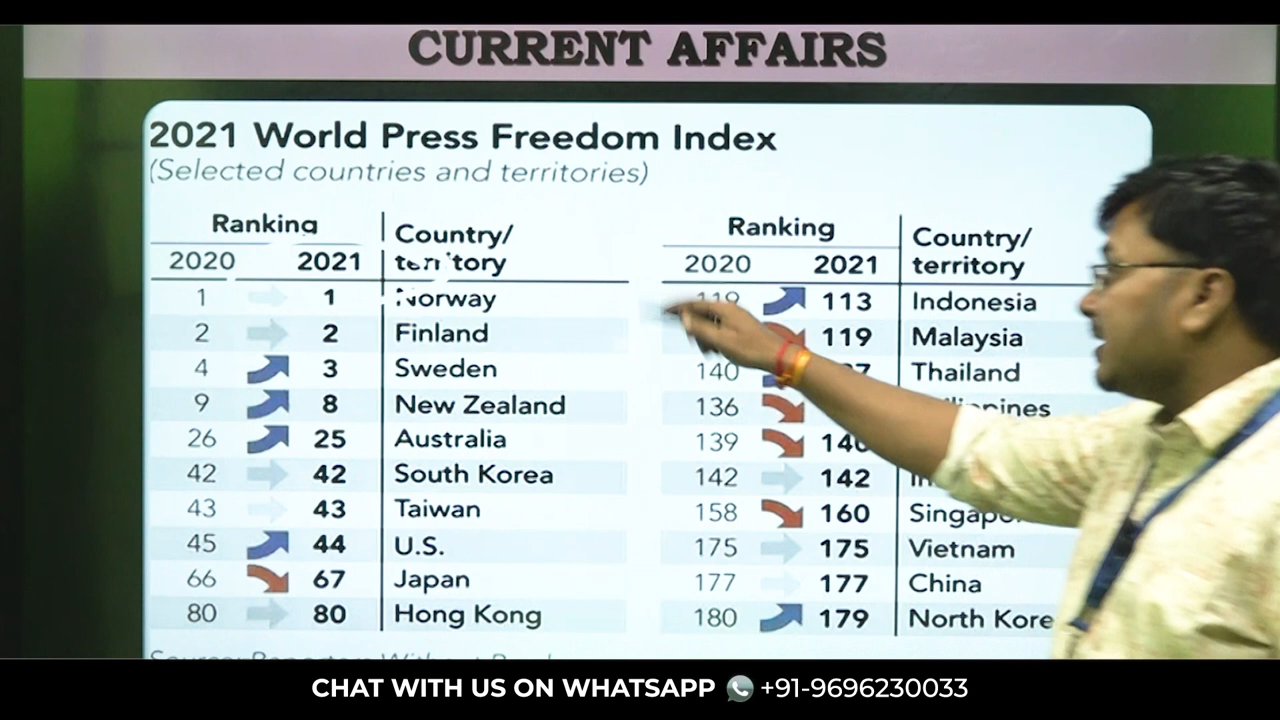 CURRENT AFFAIRS
2021 World Press Freedom Index
(Selected countries and territories)
Ranking Country/ territory
2020 2021
1 1 Norway
2 2 Finland
4 3 Sweden
9 8 New Zealand
26 25 Australia
42 42 South Korea
43 43 Taiwan
45 44 U.S.
66 67 Japan
80 80 Hong Kong
Ranking Country/ territory
2020 2021
119 113 Indonesia
119 Malaysia
140 Thailand
136
139
142 142
158 160
175 175 Vietnam
177 177 China
180 179 North
CHAT WITH US ON WHATSAPP +91-9696230033